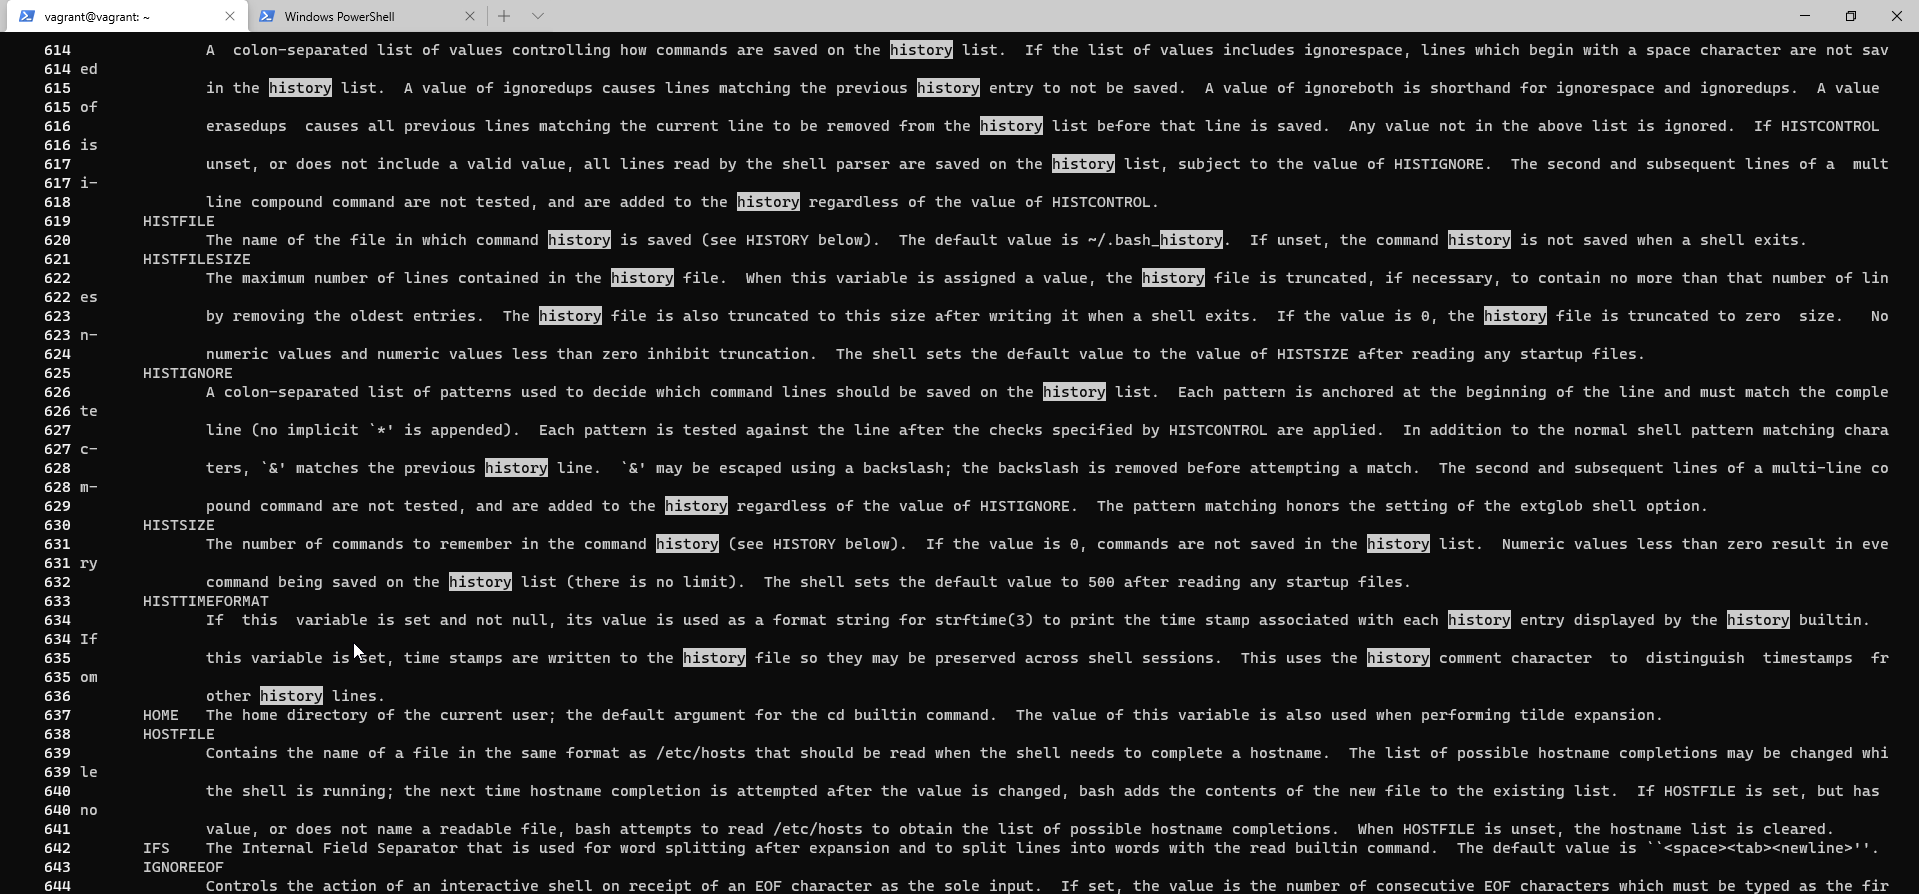 vagrant@vagrant: ~
Windows PowerShell
614 A  colon-separated list of values controlling how commands are saved on the history list.  If the list of values includes ignorespace, lines which begin with a space character are not sav
614 ed
615 in the history list.  A value of ignoredups causes lines matching the previous history entry to not be saved.  A value of ignoreboth is shorthand for ignorespace and ignoredups.  A value
615 of
616 erasedups  causes all previous lines matching the current line to be removed from the history list before that line is saved.  Any value not in the above list is ignored.  If HISTCONTROL
616 is
617 unset, or does not include a valid value, all lines read by the shell parser are saved on the history list, subject to the value of HISTIGNORE.  The second and subsequent lines of a  mult
617 i-
618 line compound command are not tested, and are added to the history regardless of the value of HISTCONTROL.
619 HISTFILE
620 The name of the file in which command history is saved (see HISTORY below).  The default value is ~/.bash_history.  If unset, the command history is not saved when a shell exits.
621 HISTFILESIZE
622 The maximum number of lines contained in the history file.  When this variable is assigned a value, the history file is truncated, if necessary, to contain no more than that number of lin
622 es
623 by removing the oldest entries.  The history file is also truncated to this size after writing it when a shell exits.  If the value is 0, the history file is truncated to zero  size.   No
623 n-
624 numeric values and numeric values less than zero inhibit truncation.  The shell sets the default value to the value of HISTSIZE after reading any startup files.
625 HISTIGNORE
626 A colon-separated list of patterns used to decide which command lines should be saved on the history list.  Each pattern is anchored at the beginning of the line and must match the comple
626 te
627 line (no implicit `*' is appended).  Each pattern is tested against the line after the checks specified by HISTCONTROL are applied.  In addition to the normal shell pattern matching chara
627 c-
628 ters, `&' matches the previous history line.  `&' may be escaped using a backslash; the backslash is removed before attempting a match.  The second and subsequent lines of a multi-line co
628 m-
629 pound command are not tested, and are added to the history regardless of the value of HISTIGNORE.  The pattern matching honors the setting of the extglob shell option.
630 HISTSIZE
631 The number of commands to remember in the command history (see HISTORY below).  If the value is 0, commands are not saved in the history list.  Numeric values less than zero result in eve
631 ry
632 command being saved on the history list (there is no limit).  The shell sets the default value to 500 after reading any startup files.
633 HISTTIMEFORMAT
634 If  this  variable is set and not null, its value is used as a format string for strftime(3) to print the time stamp associated with each history entry displayed by the history builtin.
634 If
635 this variable is set, time stamps are written to the history file so they may be preserved across shell sessions.  This uses the history comment character  to  distinguish  timestamps  fr
635 om
636 other history lines.
637 HOME   The home directory of the current user; the default argument for the cd builtin command.  The value of this variable is also used when performing tilde expansion.
638 HOSTFILE
639 Contains the name of a file in the same format as /etc/hosts that should be read when the shell needs to complete a hostname.  The list of possible hostname completions may be changed whi
639 le
640 the shell is running; the next time hostname completion is attempted after the value is changed, bash adds the contents of the new file to the existing list.  If HOSTFILE is set, but has
640 no
641 value, or does not name a readable file, bash attempts to read /etc/hosts to obtain the list of possible hostname completions.  When HOSTFILE is unset, the hostname list is cleared.
642 IFS    The Internal Field Separator that is used for word splitting after expansion and to split lines into words with the read builtin command.  The default value is ``<space><tab><newline>''.
643 IGNOREEOF
644 Controls the action of an interactive shell on receipt of an EOF character as the sole input.  If set, the value is the number of consecutive EOF characters which must be typed as the fir